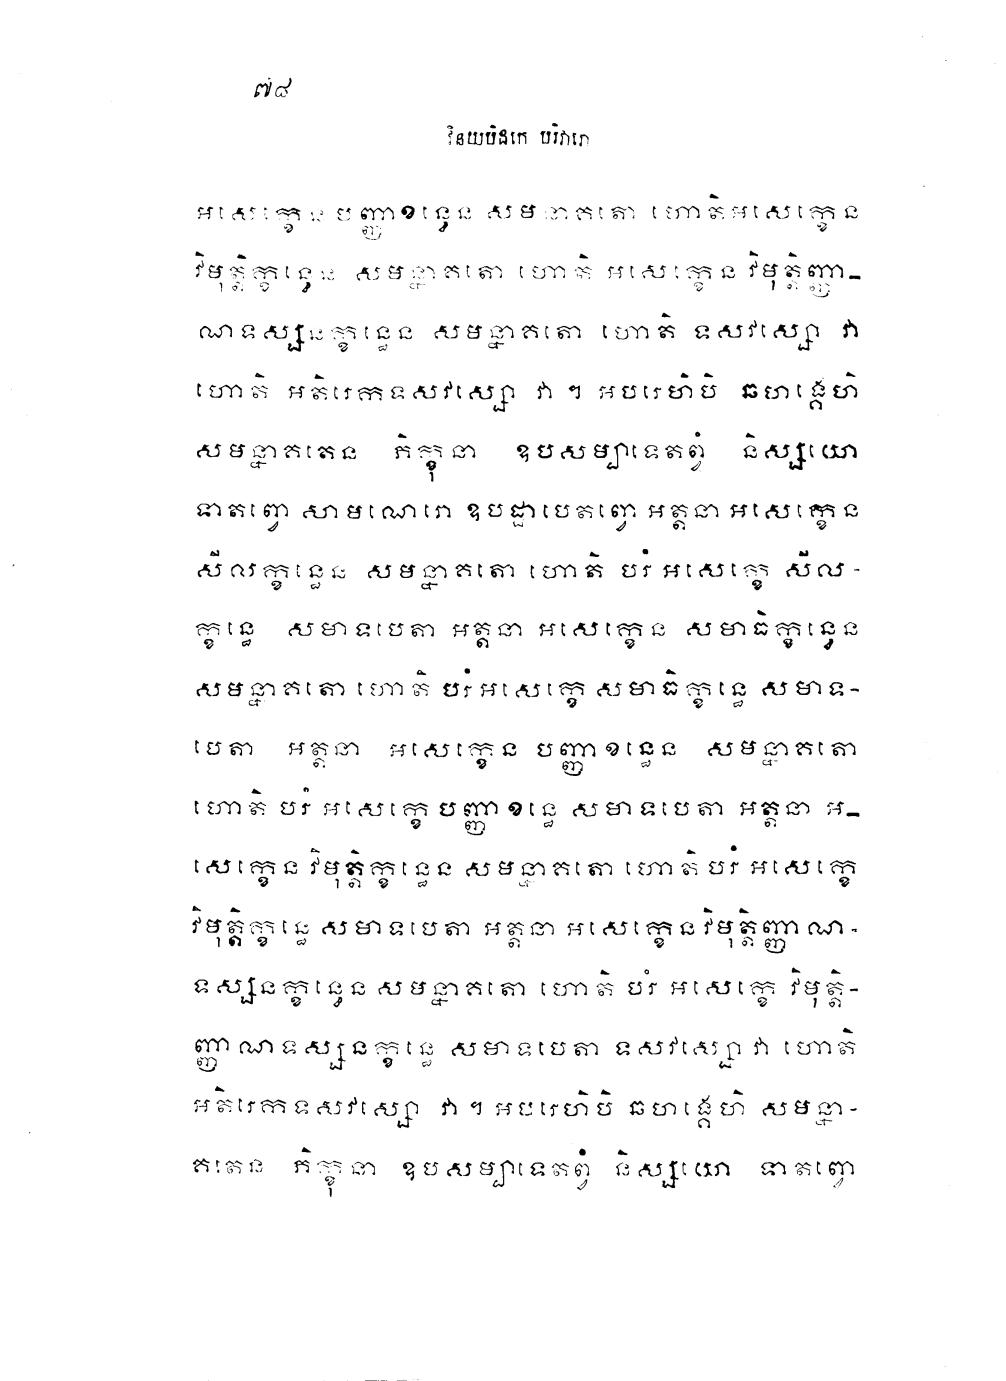 ៧៨
វិនយបិដកេ បរិវារោ
អសេក្ខេន បញ្ញាខន្ធេន សមន្នាគតោ ហោតិ អសេក្ខេន
វិមុត្តិក្ខន្ធេន សមន្នាគតោ ហោតិ អសេក្ខេន វិមុត្តិញ្ញា-
ណទស្សនក្ខន្ធេន សមន្នាគតោ ហោតិ ទសវស្សោ វា
ហោតិ អតិរេកទសវស្សោ វា ។ អបរេហិបិ ឆហង្គេហិ
សមន្នាគតេន ភិក្ខុនា ឧបសម្បាទេតព្វំ និស្សយោ
ទាតព្វោ សាមណេរោ ឧបដ្ឋាបេតព្វោ អត្តនា អសេក្ខេន
សីលក្ខន្ធេន សមន្នាគតោ ហោតិ បរំ អសេក្ខេ សីល-
ក្ខន្ធេ សមាទបេតា អត្តនា អសេក្ខេន សមាធិក្ខន្ធេន
សមន្នាគតោ ហោតិ បរំ អសេក្ខេ សមាធិក្ខន្ធេ សមាទ-
បេតា អត្តនា អសេក្ខេន បញ្ញាខន្ធេន សមន្នាគតោ
ហោតិ បរំ អសេក្ខេ បញ្ញាខន្ធេ សមាទបេតា អត្តនា អ-
សេក្ខេន វិមុត្តិក្ខន្ធេន សមន្នាគតោ ហោតិ បរំ អសេក្ខេ
វិមុត្តិក្ខន្ធេ សមាទបេតា អត្តនា អសេក្ខេន វិមុត្តិញ្ញាណ-
ទស្សនក្ខន្ធេន សមន្នាគតោ ហោតិ បរំ អសេក្ខេ វិមុត្តិ-
ញ្ញាណទស្សនក្ខន្ធេ សមាទបេតា ទសវស្សោ វា ហោតិ
អតិរេកទសវស្សោ វា ។ អបរេហិបិ ឆហង្គេហិ សមន្នា-
គតេន ភិក្ខុនា ឧបសម្បាទេតព្វំ និស្សយោ ទាតព្វោ